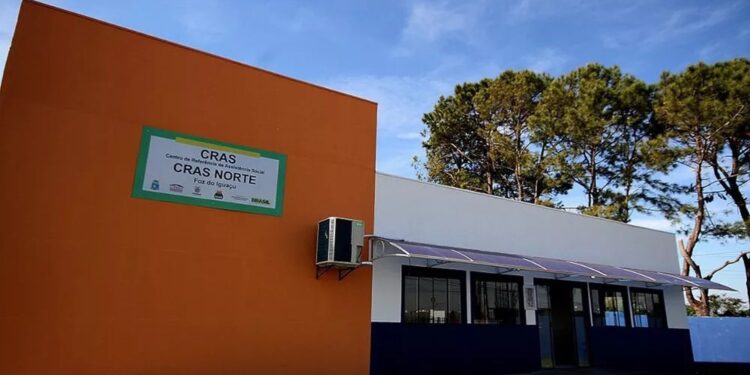 CRAS
Centro de Referência de Assistência Social
CRAS NORTE
Foz do Iguaçu
BRASIL